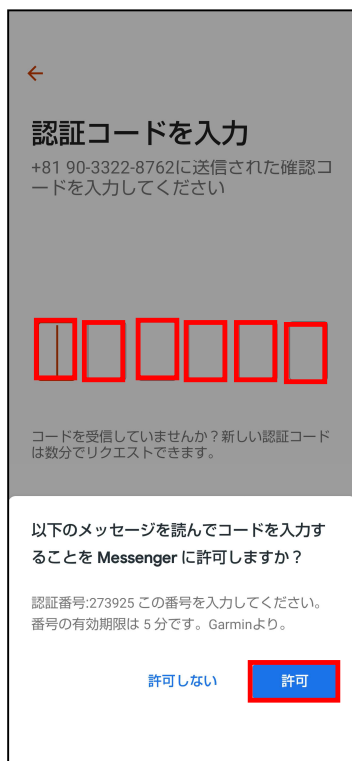 認証コードを入力
+81 90-3322-8762に送信された確認コ
ードを入力してください
コードを受信していませんか？新しい認証コード
は数分でリクエストできます。
以下のメッセージを読んでコードを入力す
ることを Messenger に許可しますか？
認証番号:273925 この番号を入力してください。
番号の有効期限は 5 分です。Garminより。
許可しない
許可